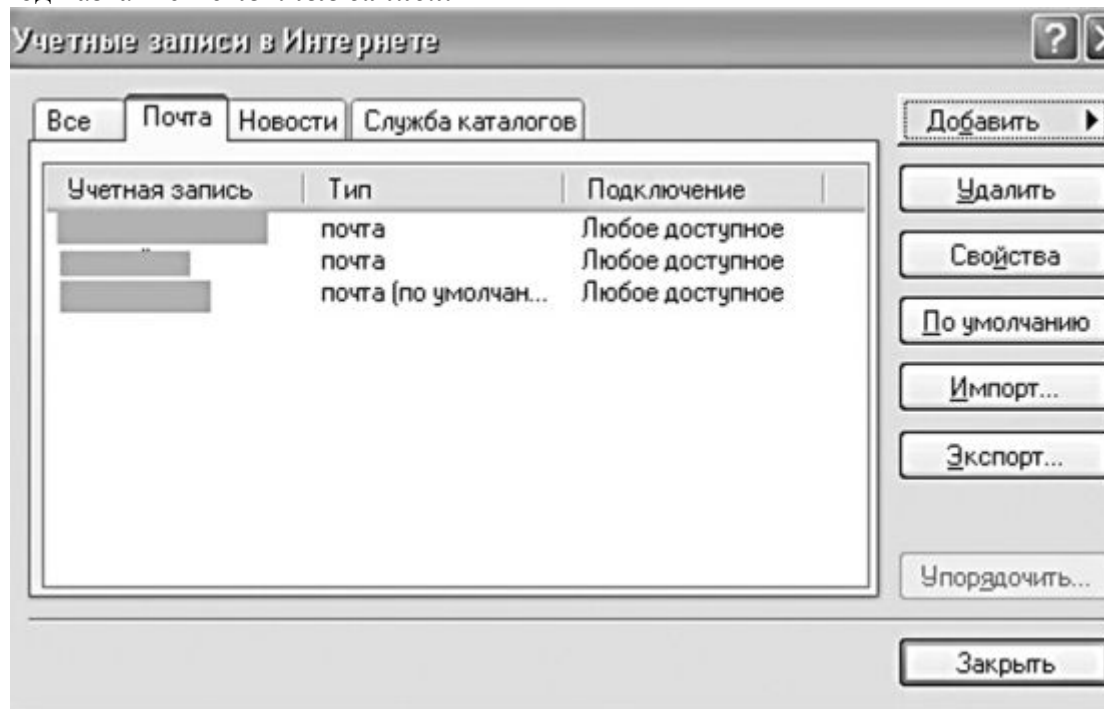 Учетные записи в Интернете
Все Почта Новости Служба каталогов
Добавить
Учетная запись Тип Подключение
Удалить
почта Любое доступное
почта Любое доступное
Свойства
почта (по умолчан... Любое доступное
По умолчанию
Импорт...
Экспорт...
Упорядочить...
Закрыть